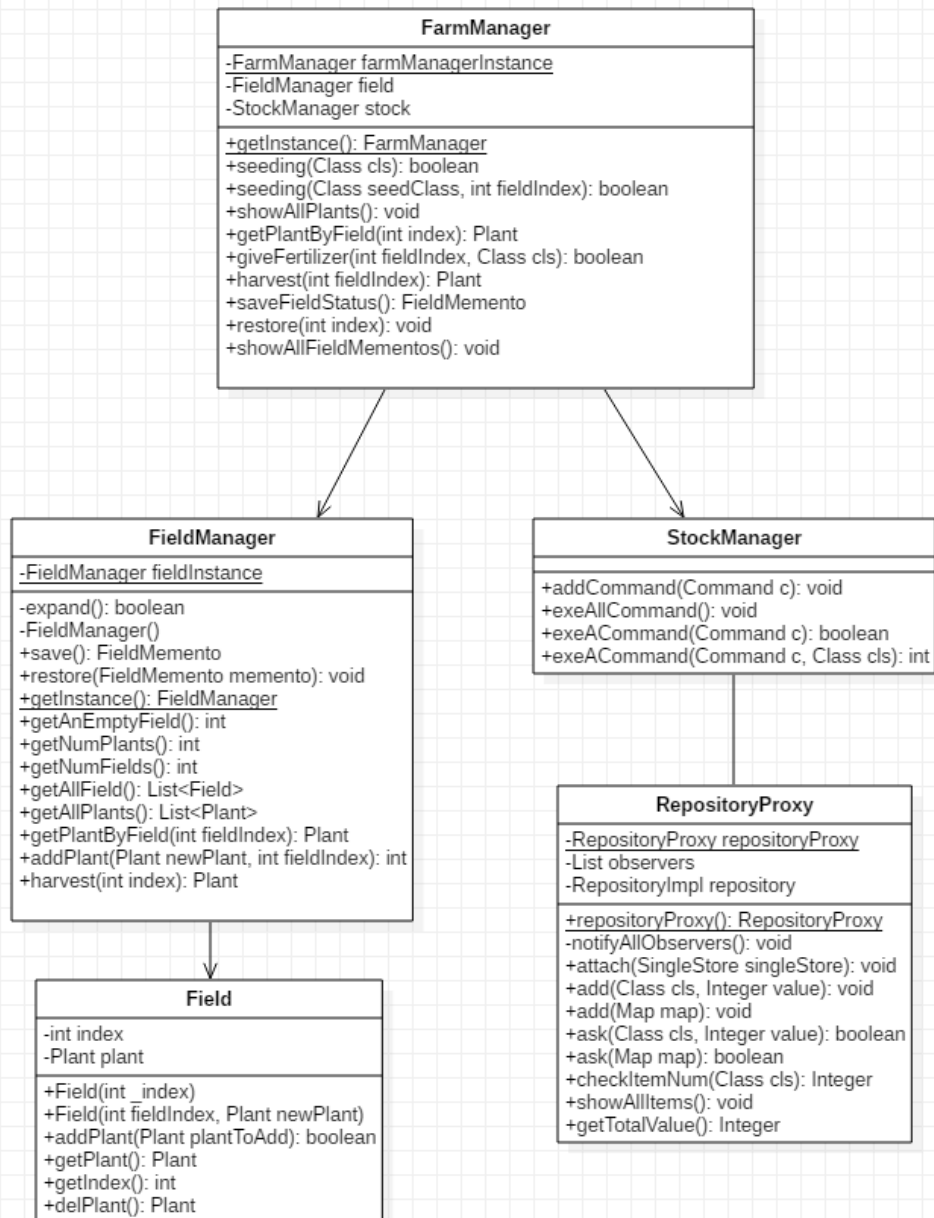 FarmManager
-FarmManager farmManagerInstance
-FieldManager field
-StockManager stock
+getInstance(): FarmManager
+seeding(Class cls): boolean
+seeding(Class seedClass, int fieldIndex): boolean
+showAllPlants(): void
+getPlantByField(int index): Plant
+giveFertilizer(int fieldIndex, Class cls): boolean
+harvest(int fieldIndex): Plant
+saveFieldStatus(): FieldMemento
+restore(int index): void
+showAllFieldMementos(): void
FieldManager
-FieldManager fieldInstance
-expand(): boolean
-FieldManager()
+save(): FieldMemento
+restore(FieldMemento memento): void
+getInstance(): FieldManager
+getAnEmptyField(): int
+getNumPlants(): int
+getNumFields(): int
+getAllField(): List<Field>
+getAllPlants(): List<Plant>
+getPlantByField(int fieldIndex): Plant
+addPlant(Plant newPlant, int fieldIndex): int
+harvest(int index): Plant
StockManager
+addCommand(Command c): void
+exeAllCommand(): void
+exeACommand(Command c): boolean
+exeACommand(Command c, Class cls): int
RepositoryProxy
-RepositoryProxy repositoryProxy
-List observers
-RepositoryImpl repository
+repositoryProxy(): RepositoryProxy
-notifyAllObservers(): void
+attach(SingleStore singleStore): void
+add(Class cls, Integer value): void
+add(Map map): void
+ask(Class cls, Integer value): boolean
+ask(Map map): boolean
+checkItemNum(Class cls): Integer
+showAllItems(): void
+getTotalValue(): Integer
Field
-int index
-Plant plant
+Field(int _index)
+Field(int fieldIndex, Plant newPlant)
+addPlant(Plant plantToAdd): boolean
+getPlant(): Plant
+getIndex(): int
+delPlant(): Plant